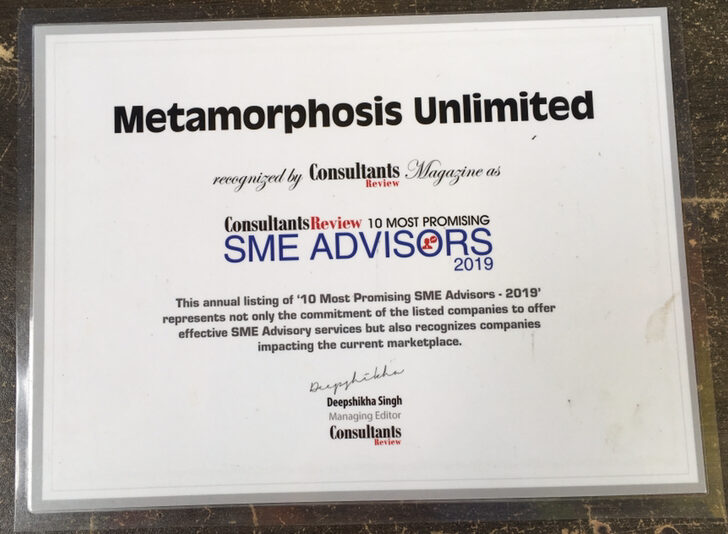 Metamorphosis Unlimited
recognized by Consultants Review Magazine as
Consultants Review 10 MOST PROMISING
SME ADVISORS
2019
This annual listing of '10 Most Promising SME Advisors - 2019'
represents not only the commitment of the listed companies to offer
effective SME Advisory services but also recognizes companies
impacting the current marketplace.
Deepshikha
Deepshikha Singh
Managing Editor
Consultants
Review